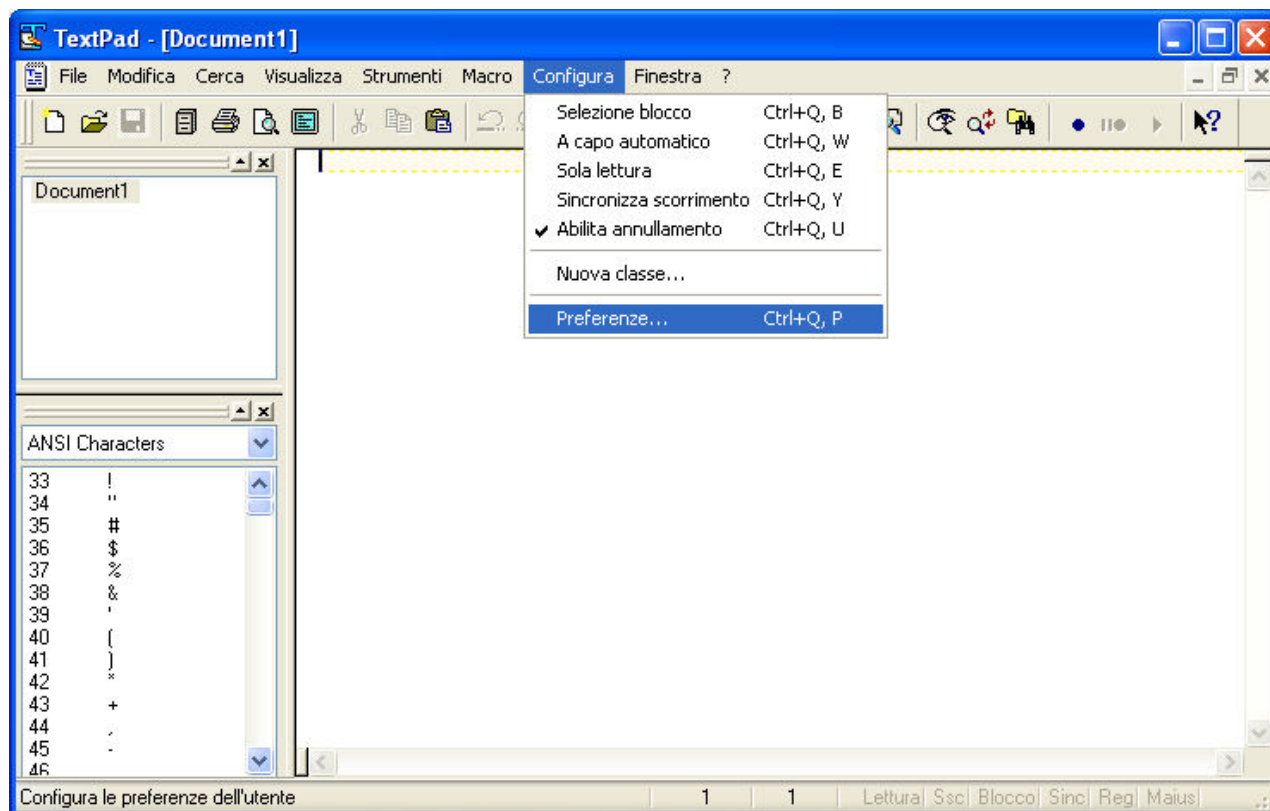 TextPad - [Document1]
File Modifica Cerca Visualizza Strumenti Macro Configura Finestra ?
Selezione blocco Ctrl+Q, B
A capo automatico Ctrl+Q, W
Sola lettura Ctrl+Q, E
Sincronizza scorrimento Ctrl+Q, Y
Abilita annullamento Ctrl+Q, U
Nuova classe...
Preferenze... Ctrl+Q, P
Document1
ANSI Characters
33 !
34 "
35 #
36 $
37 %
38 &
39 '
40 (
41 )
42 *
43 +
44 ,
45 -
46
Configura le preferenze dell'utente 1 1 Lettura Ssc Blocco Sinc Reg Maius